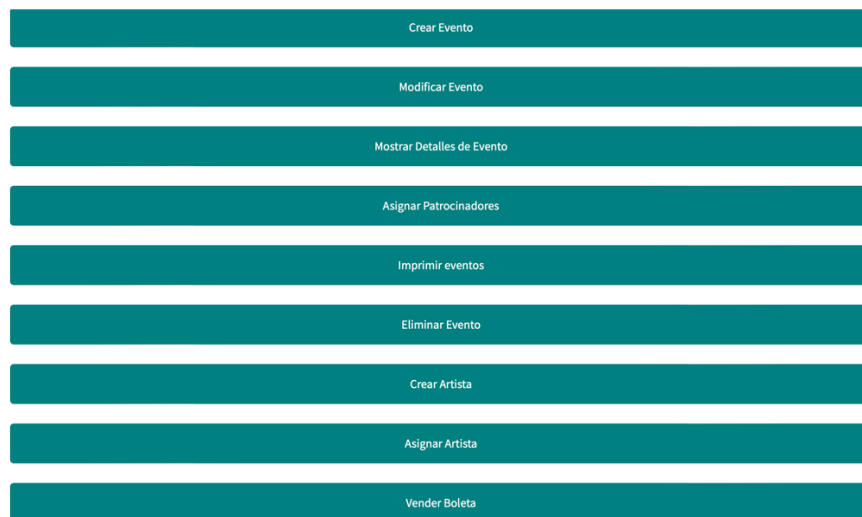 Crear Evento
Modificar Evento
Mostrar Detalles de Evento
Asignar Patrocinadores
Imprimir eventos
Eliminar Evento
Crear Artista
Asignar Artista
Vender Boleta